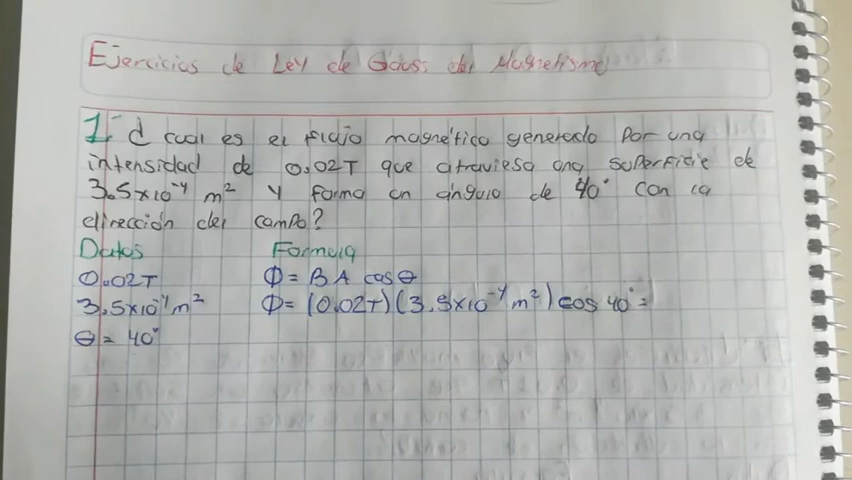 Ejercicios de Ley de Gauss del Magnetismo
1.- ¿ cual es el flujo magnético generado por una
intensidad de 0.02T que atraviesa una superficie de
3.5x10⁻⁴ m² y forma un ángulo de 40° con la
dirección del campo?
Datos Formula
0.02T Φ = B A cos θ
3.5x10⁻⁴ m² Φ = (0.02T)(3.5x10⁻⁴ m²) cos 40° =
θ = 40°